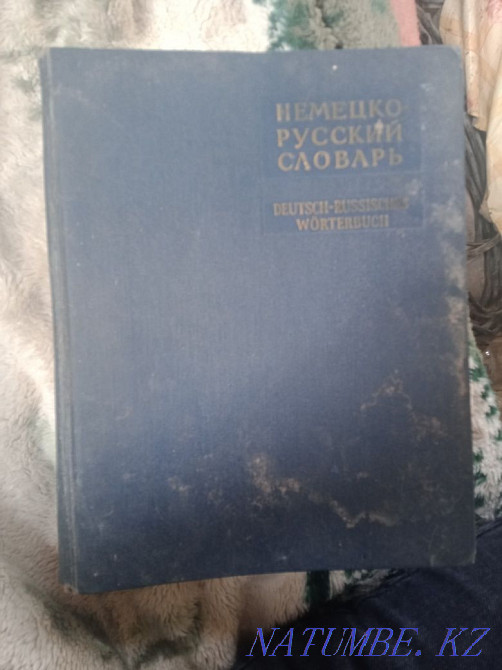 НЕМЕЦКО-
РУССКИЙ
СЛОВАРЬ
DEUTSCH-RUSSISCHES
WÖRTERBUCH
NATUMBE. KZ